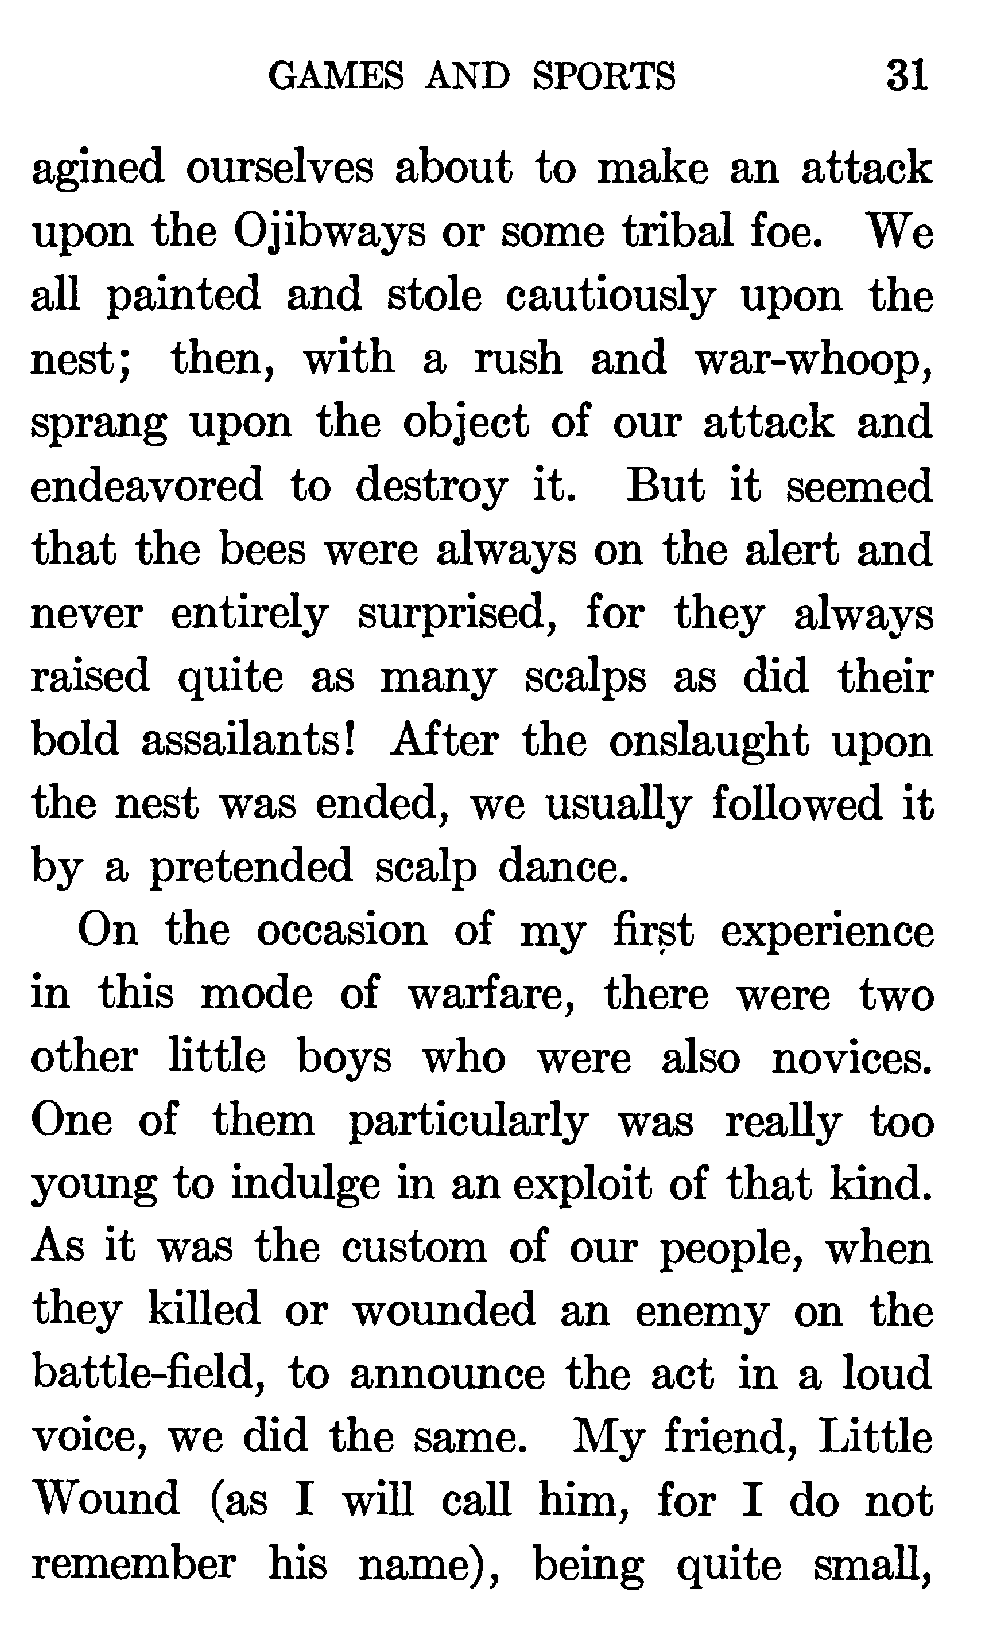 GAMES AND SPORTS 31
agined ourselves about to make an attack
upon the Ojibways or some tribal foe. We
all painted and stole cautiously upon the
nest; then, with a rush and war-whoop,
sprang upon the object of our attack and
endeavored to destroy it. But it seemed
that the bees were always on the alert and
never entirely surprised, for they always
raised quite as many scalps as did their
bold assailants! After the onslaught upon
the nest was ended, we usually followed it
by a pretended scalp dance.
On the occasion of my first experience
in this mode of warfare, there were two
other little boys who were also novices.
One of them particularly was really too
young to indulge in an exploit of that kind.
As it was the custom of our people, when
they killed or wounded an enemy on the
battle-field, to announce the act in a loud
voice, we did the same. My friend, Little
Wound (as I will call him, for I do not
remember his name), being quite small,